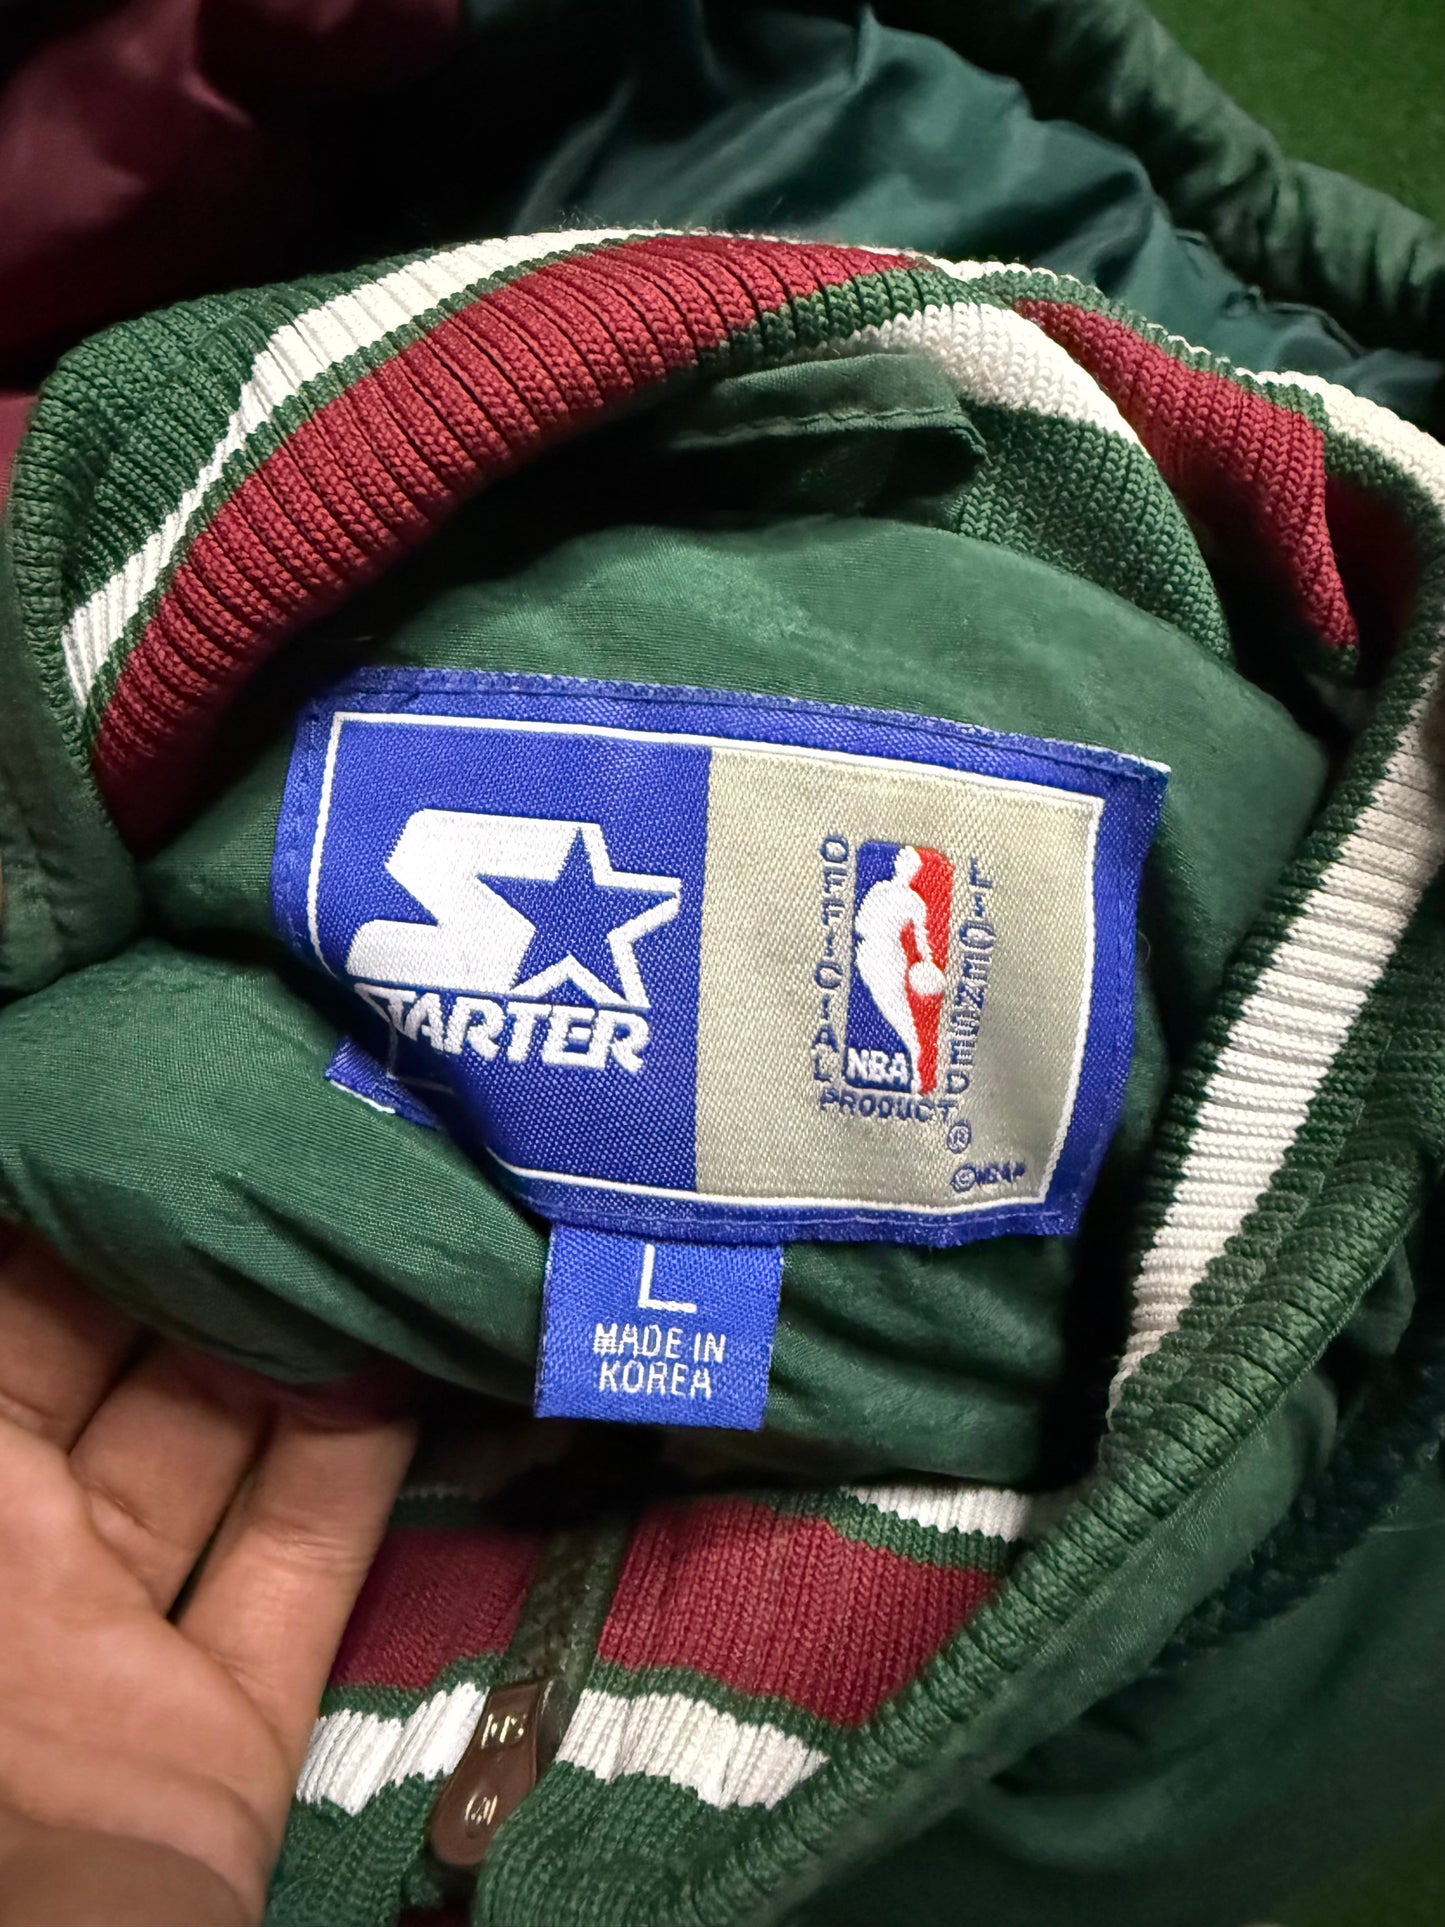 STARTER
OFFICIAL
LICENSED
NBA
PRODUCT
®
L
MADE IN
KOREA